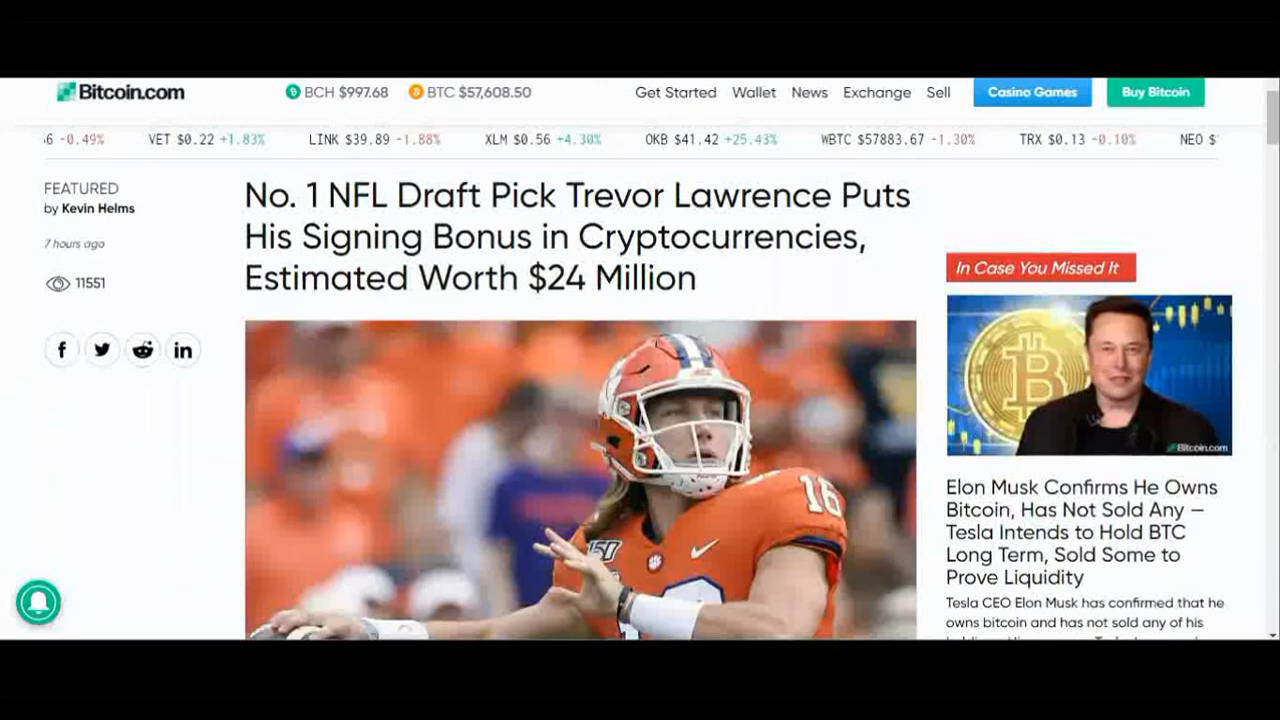 Bitcoin.com
BCH $997.68
BTC $57,608.50
Get Started
Wallet
News
Exchange
Sell
Casino Games
Buy Bitcoin
6 -0.49%
VET $0.22 +1.83%
LINK $39.89 -1.88%
XLM $0.56 +4.30%
OKB $41.42 +25.43%
WBTC $57883.67 -1.30%
TRX $0.13 -0.10%
NEO $
FEATURED
by Kevin Helms
7 hours ago
11551
No. 1 NFL Draft Pick Trevor Lawrence Puts
His Signing Bonus in Cryptocurrencies,
Estimated Worth $24 Million
16
150
In Case You Missed It
Bitcoin.com
Elon Musk Confirms He Owns
Bitcoin, Has Not Sold Any —
Tesla Intends to Hold BTC
Long Term, Sold Some to
Prove Liquidity
Tesla CEO Elon Musk has confirmed that he
owns bitcoin and has not sold any of his